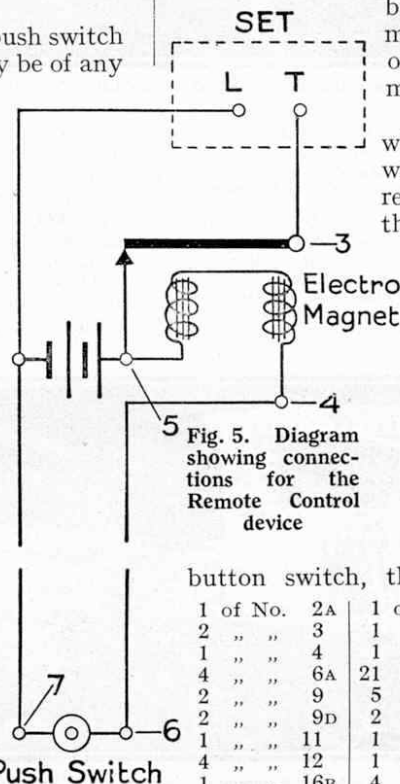 push switch
be of any
SET
L T
3
Electro
Magnet
5
4
Fig. 5. Diagram
showing connec-
tions for the
Remote Control
device
button switch,
1 of No. 2A 1
2 „ „ 3 1
1 „ „ 4 1
4 „ „ 6A 21
2 „ „ 9 5
2 „ „ 9D 2
1 „ „ 11 1
4 „ „ 12 1
7
6
Push Switch